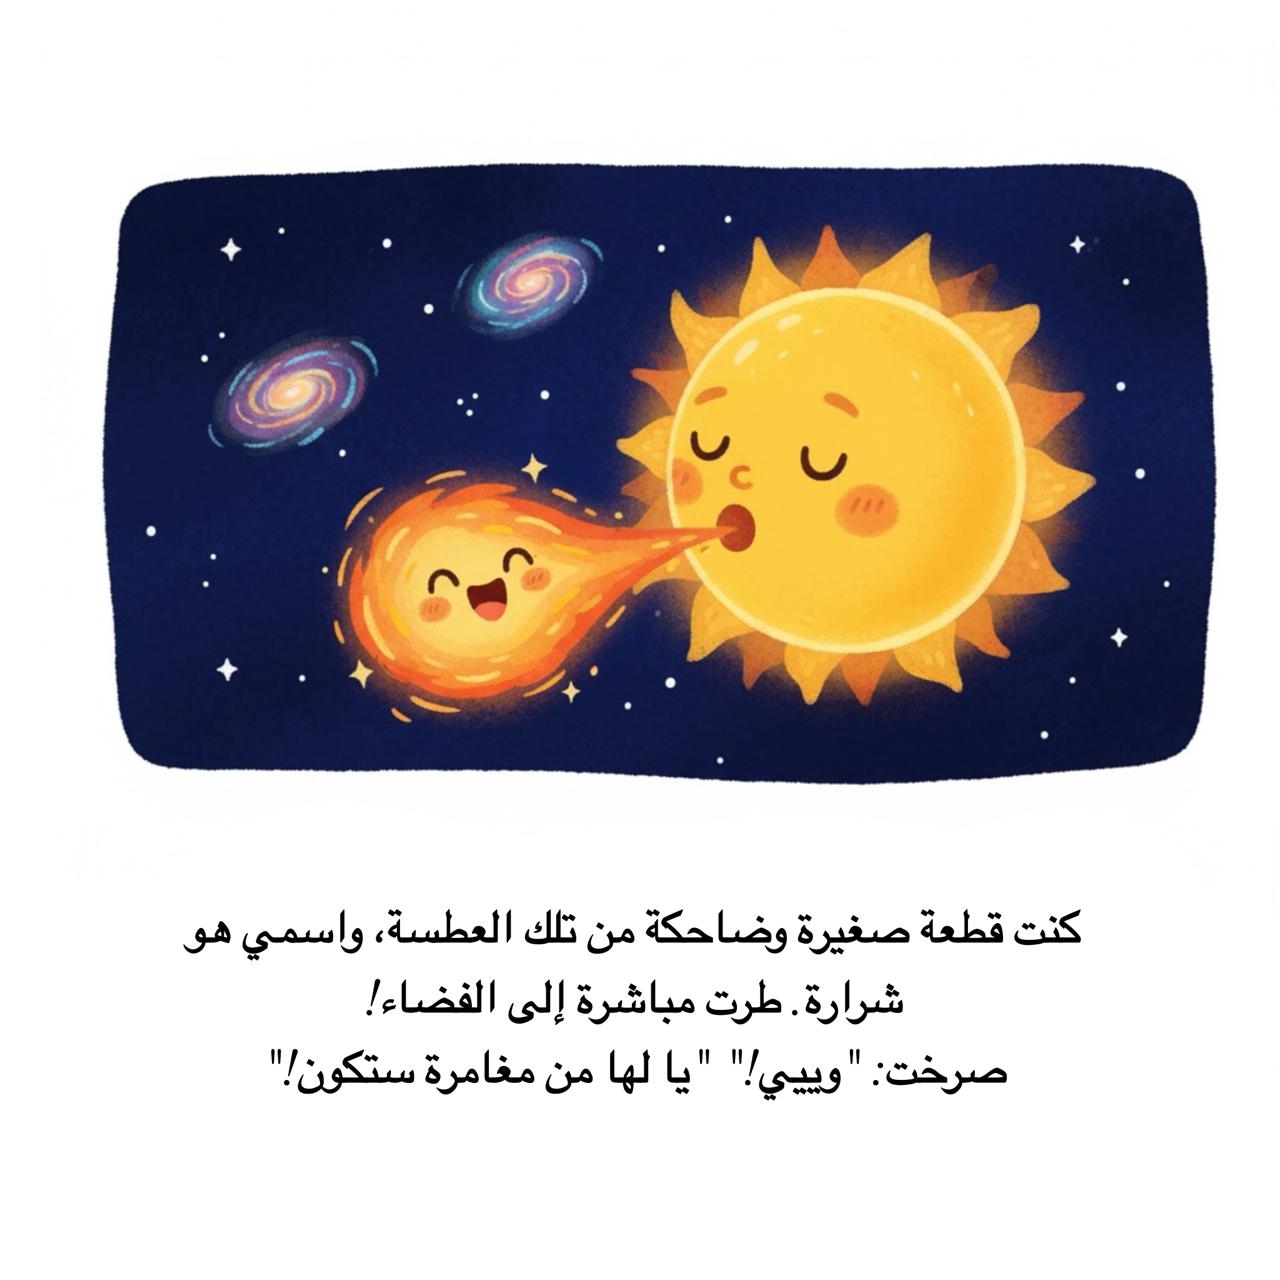 كنت قطعة صغيرة وضاحكة من تلك العطسة، واسمي هو
شرارة. طرت مباشرة إلى الفضاء!
صرخت: "وييي!" "يا لها من مغامرة ستكون!"